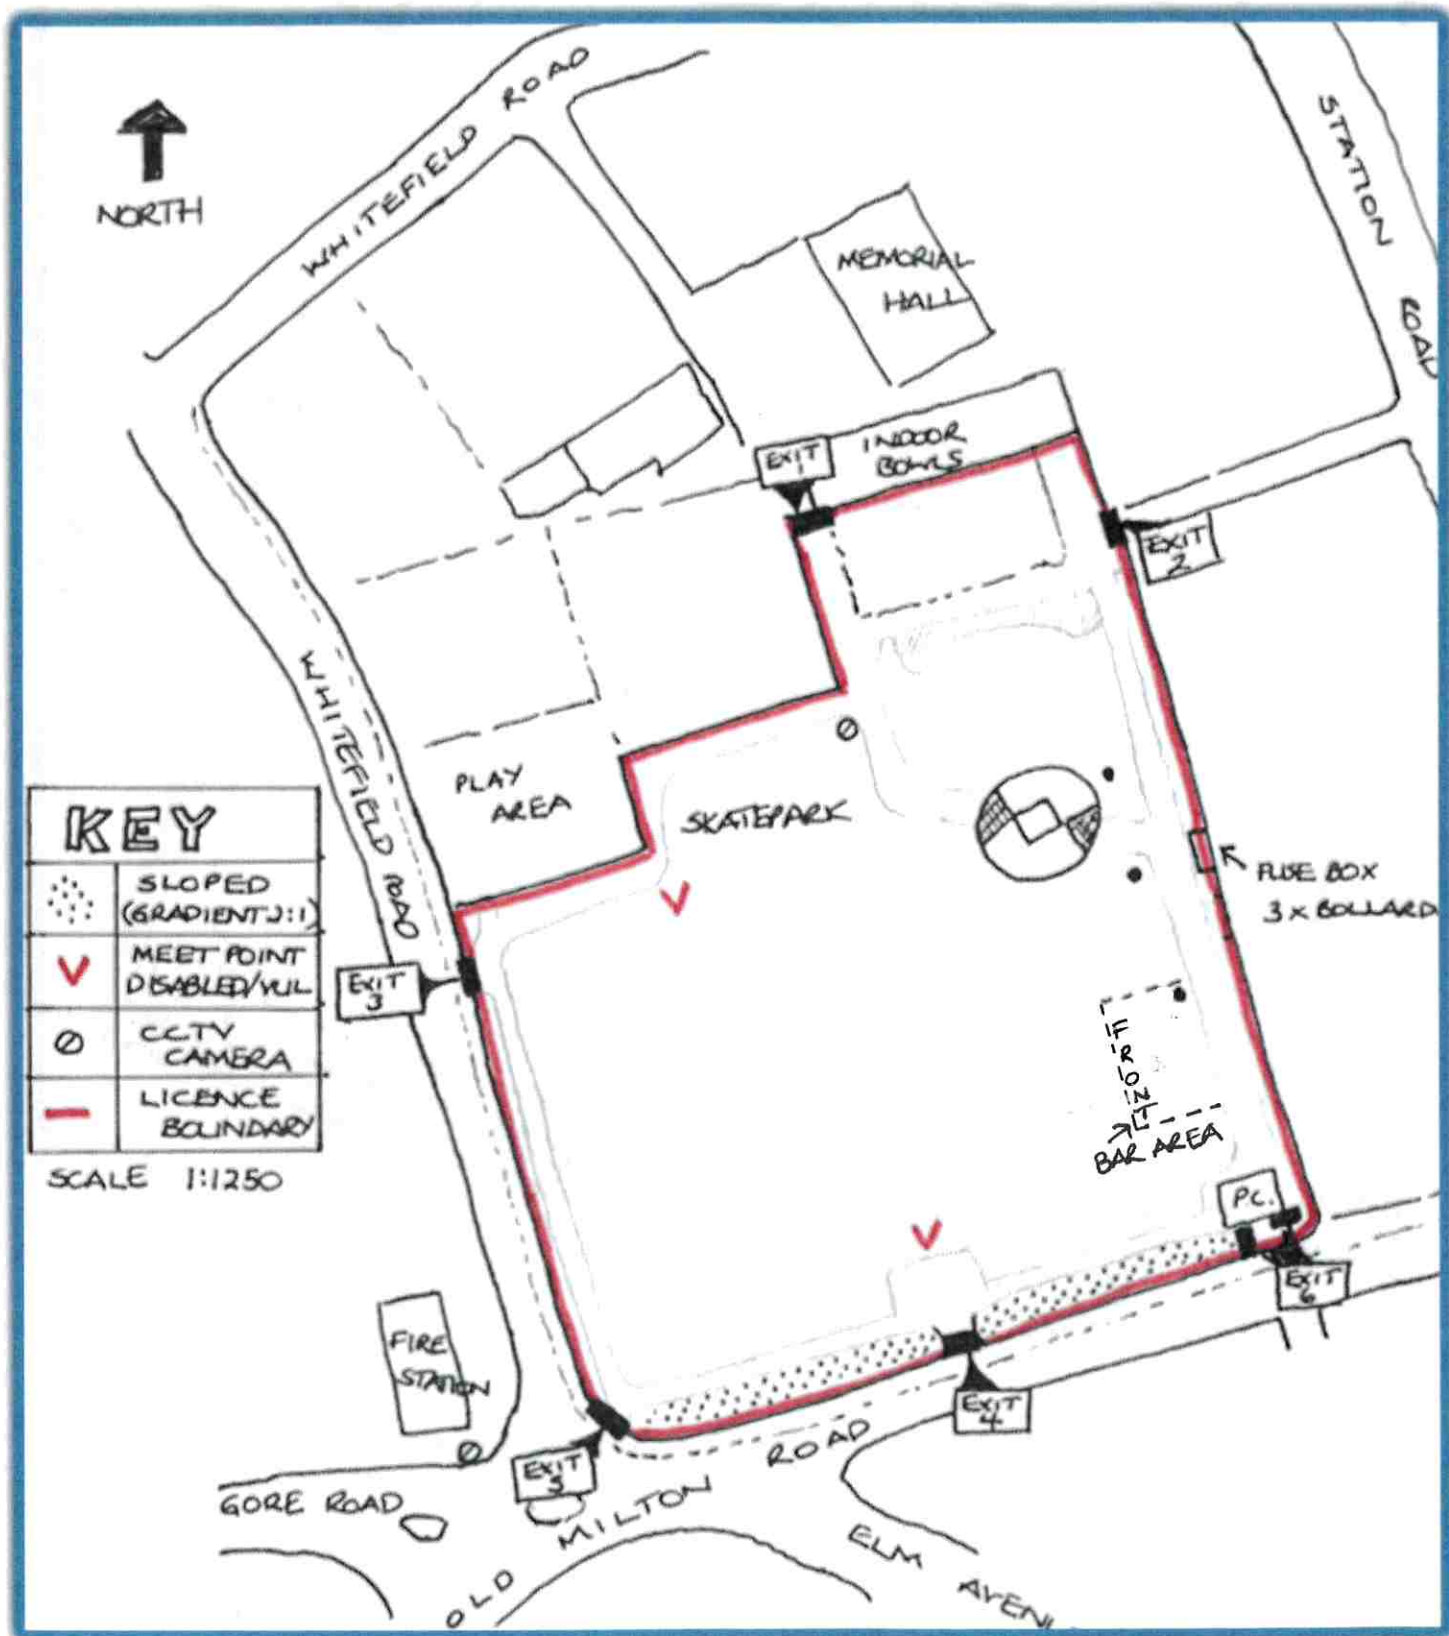 NORTH
WHITEFIELD ROAD
STATION ROAD
MEMORIAL
HALL
INDOOR
BOWLS
EXIT
1
EXIT
2
WHITEFIELD ROAD
PLAY
AREA
SKATEPARK
FUSE BOX
3 x BOLLARD
KEY
SLOPED
(GRADIENT 2:1)
V
MEET POINT
DISABLED/VUL
CCTV
CAMERA
LICENCE
BOUNDARY
SCALE 1:1250
V
EXIT
3
FRONT
BAR AREA
P.C.
V
EXIT
6
FIRE
STATION
EXIT
4
EXIT
5
GORE ROAD
OLD MILTON ROAD
ELM AVENU